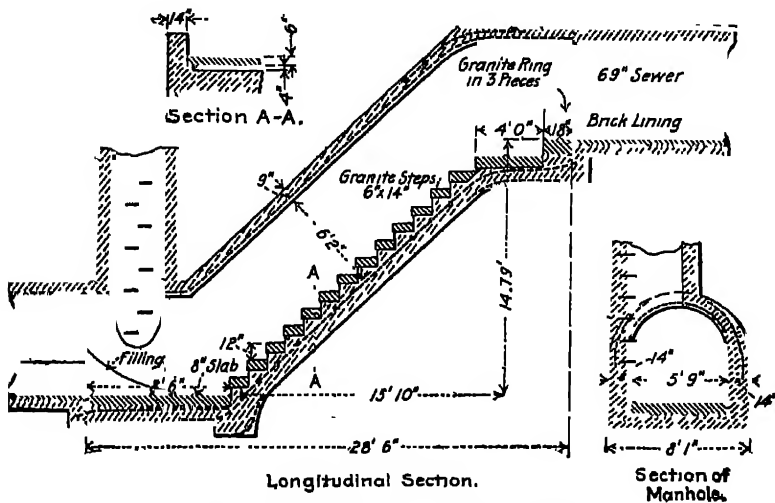 14"
6"
4"
Section A-A.
Granite Ring
in 3 Pieces
69" Sewer
4' 0"
18"
Brick Lining
9"
Granite Steps
6"x 14"
6' 2"
A
14.79'
12"
Filling
8" Slab
6"
A
15' 10"
28' 6"
Longitudinal Section.
14"
5' 9"
14"
8' 1"
Section of
Manhole.